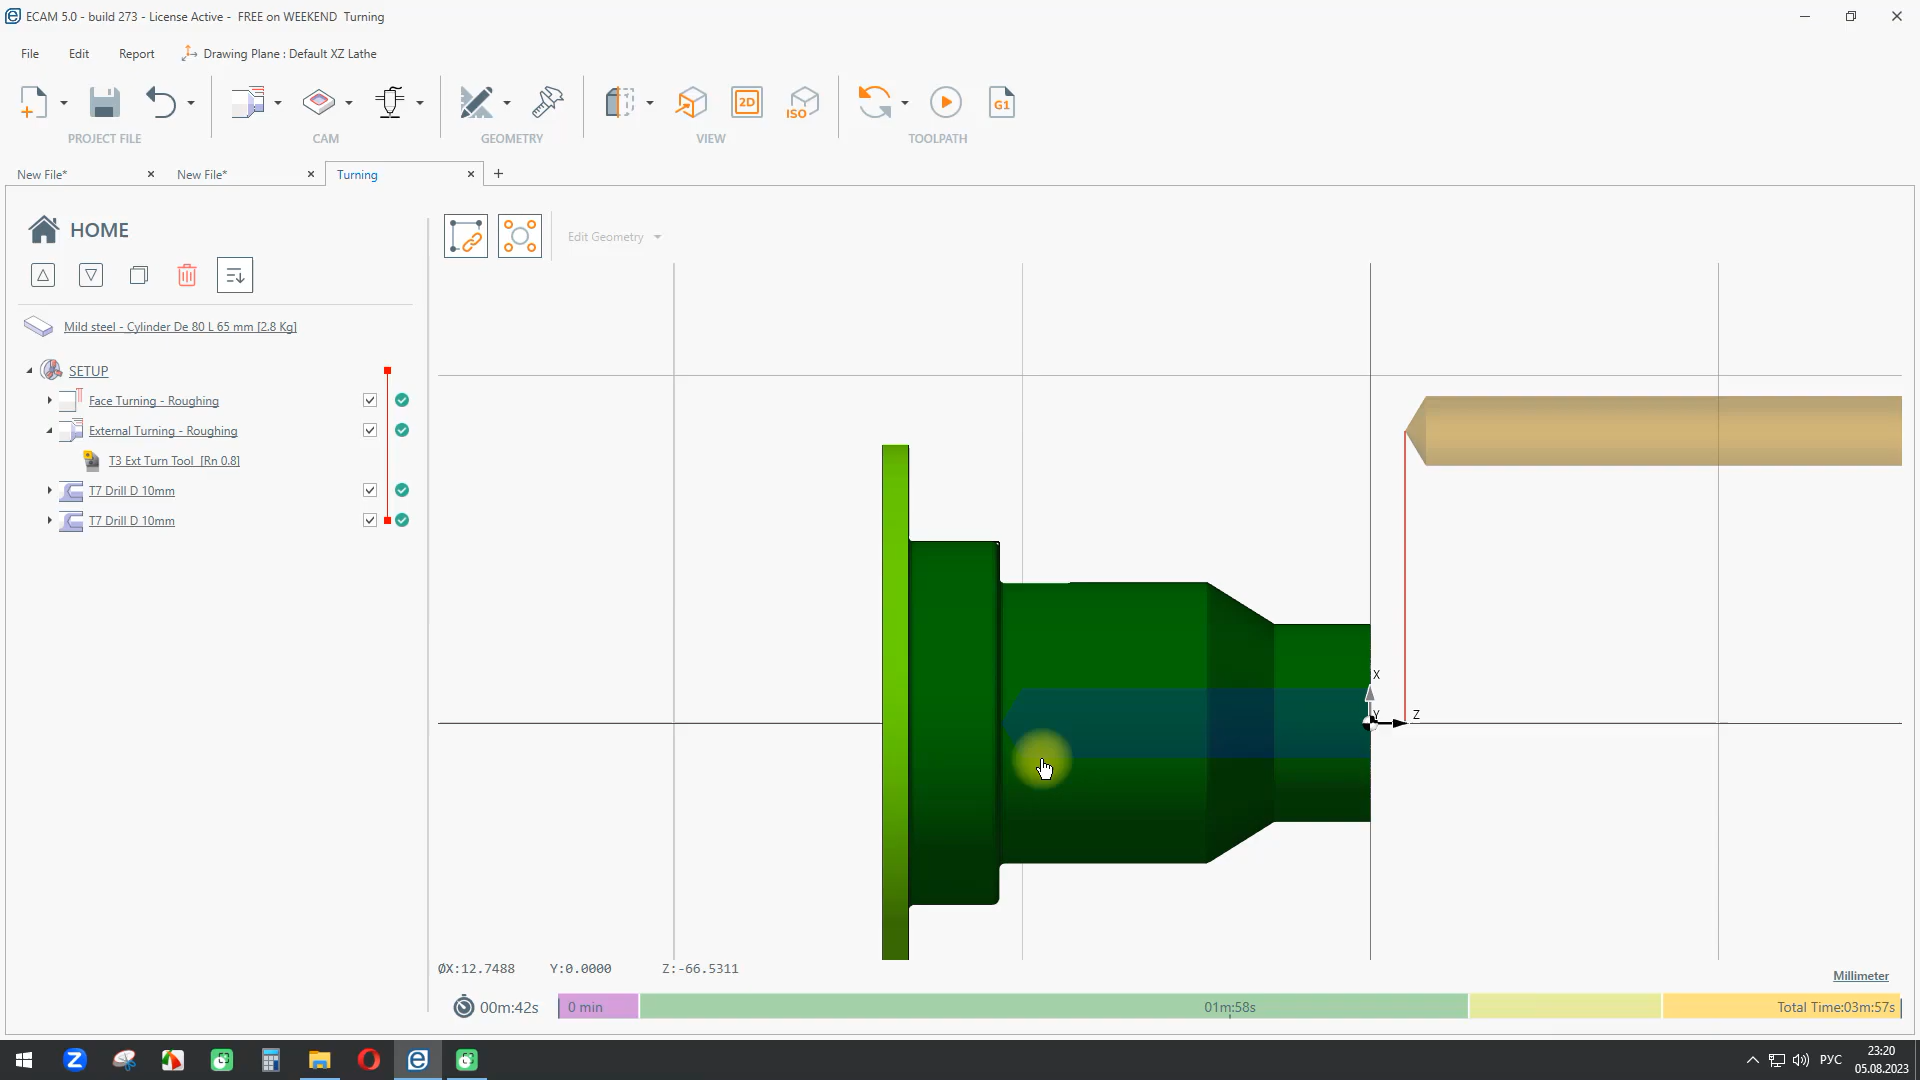 ECAM 5.0 - build 273 - License Active - FREE on WEEKEND Turning
File Edit Report Drawing Plane : Default XZ Lathe
2D ISO G1
PROJECT FILE CAM GEOMETRY VIEW TOOLPATH
New File* New File* Turning
HOME
Edit Geometry
Mild steel - Cylinder De 80 L 65 mm [2.8 Kg]
SETUP
Face Turning - Roughing
External Turning - Roughing
T3 Ext Turn Tool [Rn 0.8]
T7 Drill D 10mm
T7 Drill D 10mm
X
Y Z
ØX:12.7488 Y:0.0000 Z:-66.5311
Millimeter
00m:42s 0 min 01m:58s Total Time:03m:57s
РУС
23:20
05.08.2023